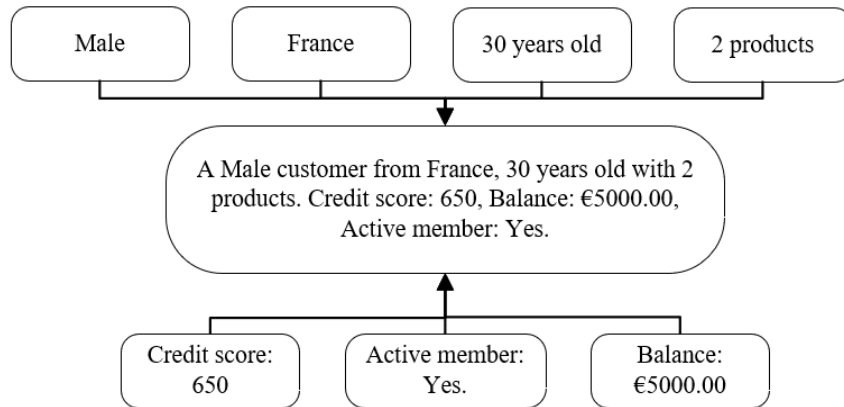 Male
France
30 years old
2 products
A Male customer from France, 30 years old with 2
products. Credit score: 650, Balance: €5000.00,
Active member: Yes.
Credit score:
650
Active member:
Yes.
Balance:
€5000.00